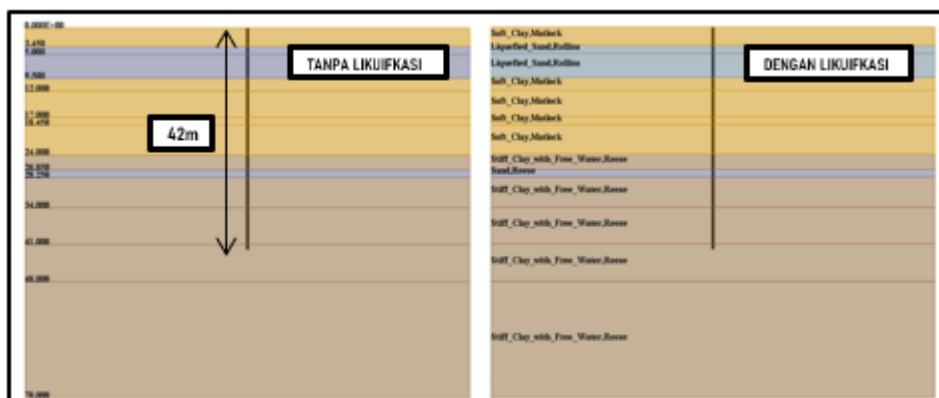 0.000E+00
3.450
5.000
9.500
12.000
17.000
18.450
24.000
26.850
28.250
34.000
41.000
48.000
70.000
TANPA LIKUIFKASI
42m
Soft_Clay,Matlock
Liquefied_Sand,Rollins
Liquefied_Sand,Rollins
Soft_Clay,Matlock
Soft_Clay,Matlock
Soft_Clay,Matlock
Soft_Clay,Matlock
Stiff_Clay_with_Free_Water,Reese
Sand,Reese
Stiff_Clay_with_Free_Water,Reese
Stiff_Clay_with_Free_Water,Reese
Stiff_Clay_with_Free_Water,Reese
Stiff_Clay_with_Free_Water,Reese
DENGAN LIKUIFKASI